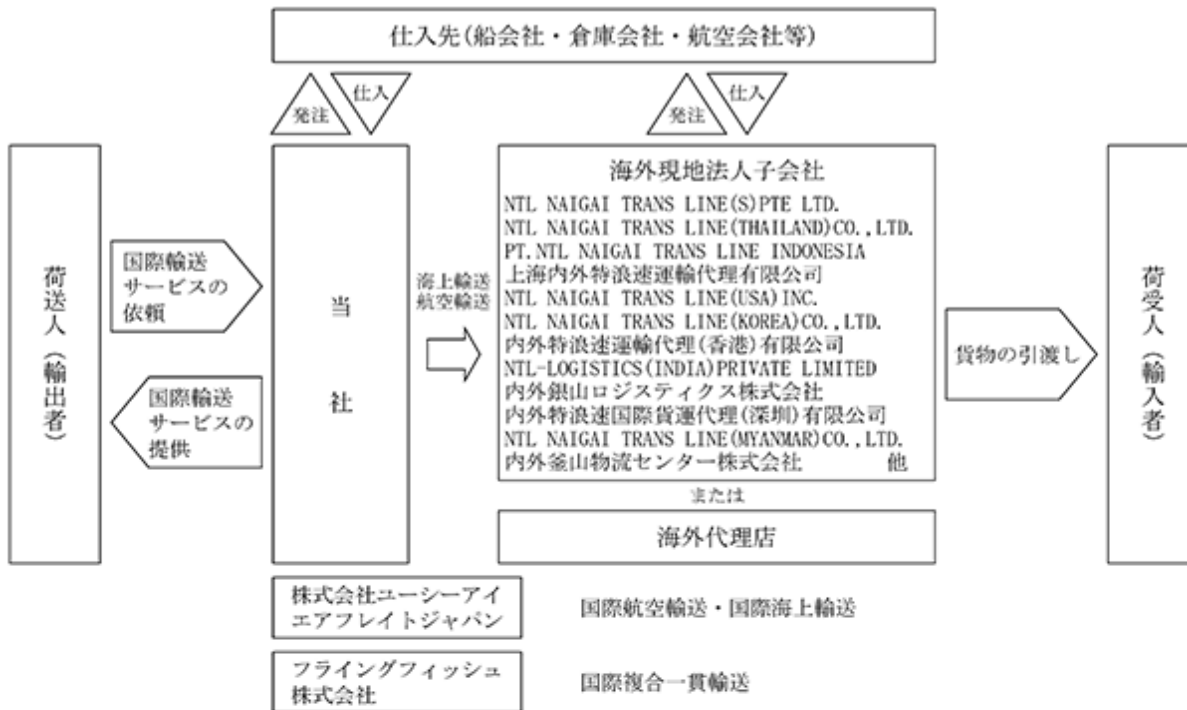 仕入先(船会社・倉庫会社・航空会社等)
発注
仕入
発注
仕入
荷送人(輸出者)
国際輸送
サービスの
依頼
国際輸送
サービスの
提供
当社
海上輸送
航空輸送
海外現地法人子会社
NTL NAIGAI TRANS LINE(S)PTE LTD.
NTL NAIGAI TRANS LINE(THAILAND)CO.,LTD.
PT.NTL NAIGAI TRANS LINE INDONESIA
上海内外特浪速運輸代理有限公司
NTL NAIGAI TRANS LINE(USA)INC.
NTL NAIGAI TRANS LINE(KOREA)CO.,LTD.
内外特浪速運輸代理(香港)有限公司
NTL-LOGISTICS(INDIA)PRIVATE LIMITED
内外銀山ロジスティクス株式会社
内外特浪速国際貨運代理(深圳)有限公司
NTL NAIGAI TRANS LINE(MYANMAR)CO.,LTD.
内外釜山物流センター株式会社 他
または
海外代理店
貨物の引渡し
荷受人(輸入者)
株式会社ユーシーアイ
エアフレイトジャパン
国際航空輸送・国際海上輸送
フライングフィッシュ
株式会社
国際複合一貫輸送